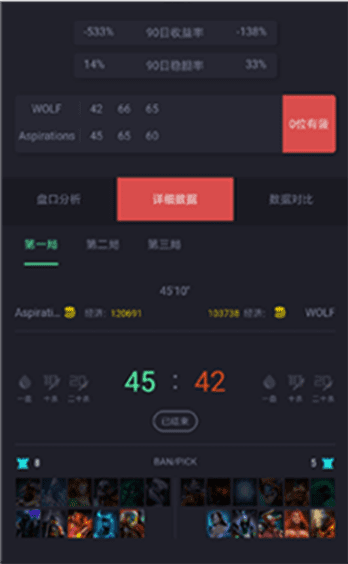 -533% 90日收益率 -138%
14% 90日稳胆率 33%
WOLF 42 66 65
Aspirations 45 65 60
0位有货
盘口分析 详细数据 数据对比
第一局 第二局 第三局
45'10"
Aspirati... 经济: 120691 103738 经济: WOLF
一血 十杀 二十杀 45 : 42 一血 十杀 二十杀
已结束
8 BAN/PICK 5